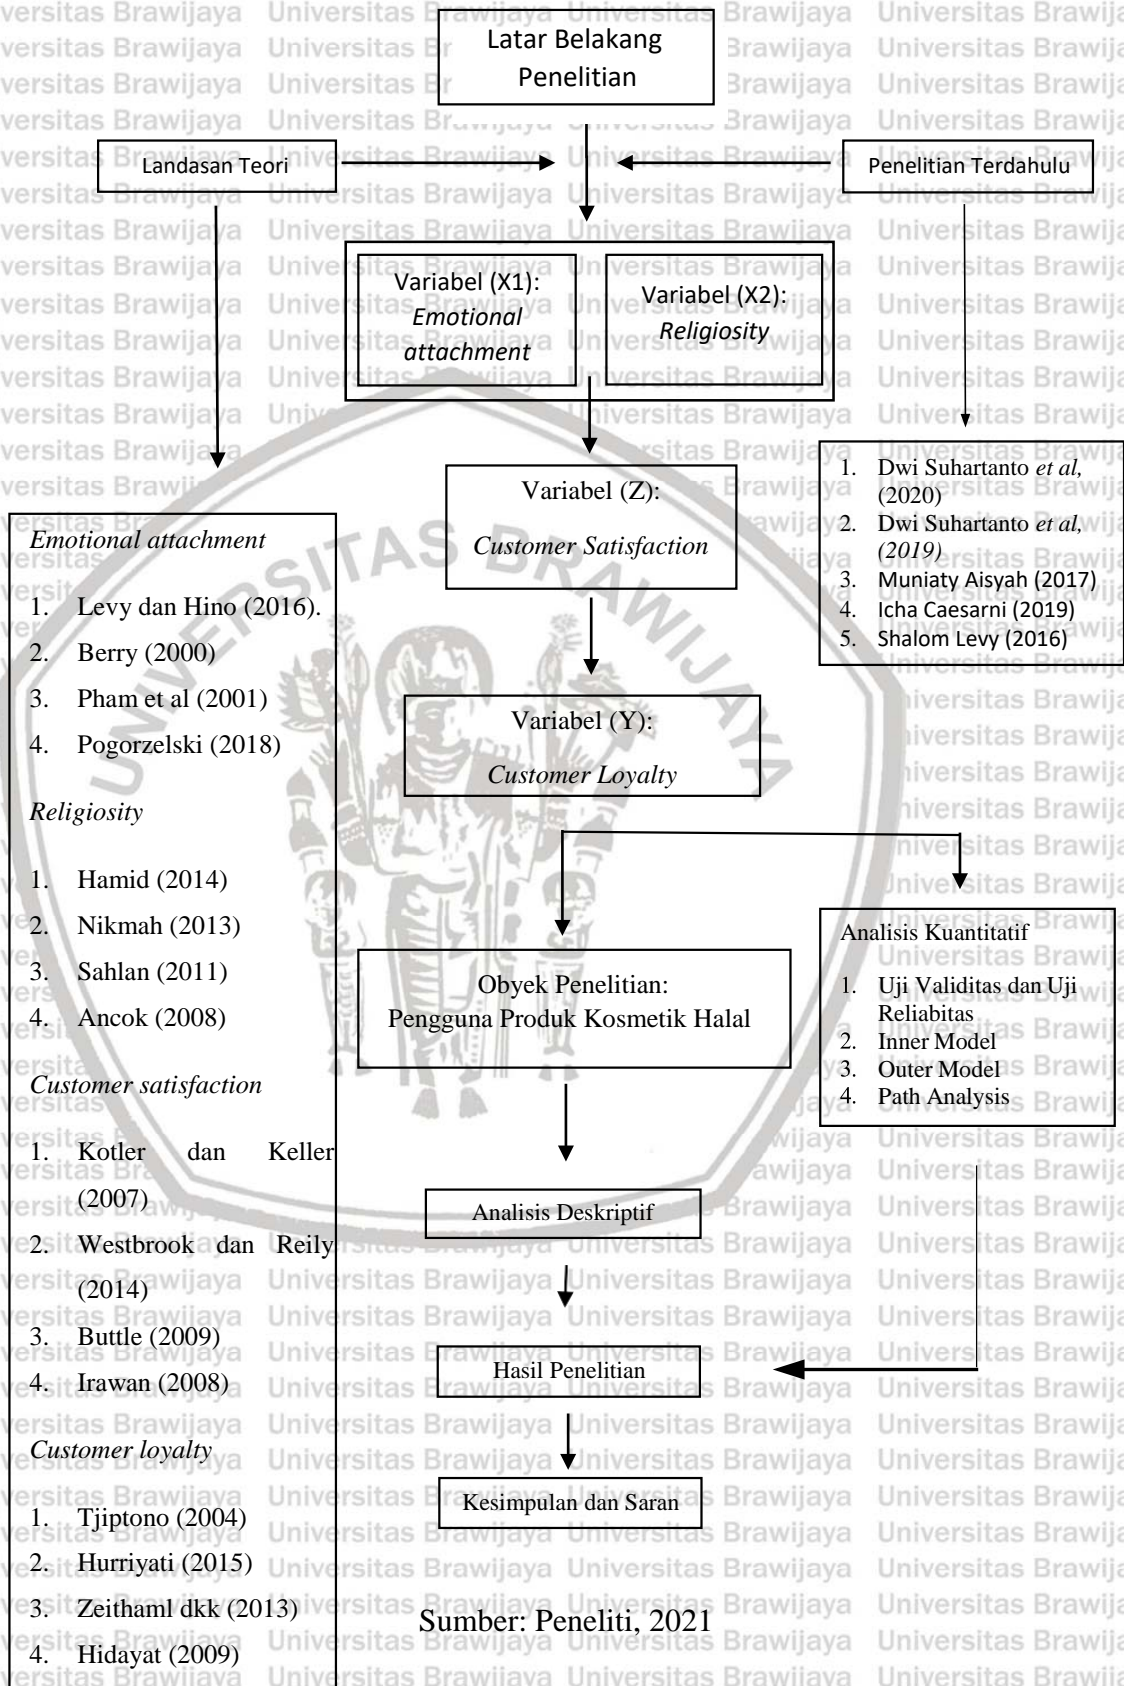 Latar Belakang
Penelitian
Landasan Teori
Penelitian Terdahulu
Variabel (X1):
Emotional
attachment
Variabel (X2):
Religiosity
Variabel (Z):
Customer Satisfaction
1. Dwi Suhartanto et al,
(2020)
2. Dwi Suhartanto et al,
(2019)
3. Muniaty Aisyah (2017)
4. Icha Caesarni (2019)
5. Shalom Levy (2016)
Emotional attachment
1. Levy dan Hino (2016).
2. Berry (2000)
3. Pham et al (2001)
4. Pogorzelski (2018)
Religiosity
1. Hamid (2014)
2. Nikmah (2013)
3. Sahlan (2011)
4. Ancok (2008)
Customer satisfaction
1. Kotler dan Keller
(2007)
2. Westbrook dan Reily
(2014)
3. Buttle (2009)
4. Irawan (2008)
Customer loyalty
1. Tjiptono (2004)
2. Hurriyati (2015)
3. Zeithaml dkk (2013)
4. Hidayat (2009)
Variabel (Y):
Customer Loyalty
Obyek Penelitian:
Pengguna Produk Kosmetik Halal
Analisis Kuantitatif
1. Uji Validitas dan Uji
Reliabitas
2. Inner Model
3. Outer Model
4. Path Analysis
Analisis Deskriptif
Hasil Penelitian
Kesimpulan dan Saran
Sumber: Peneliti, 2021
UNIVERSITAS BRAWIJAYA
Universitas Brawijaya